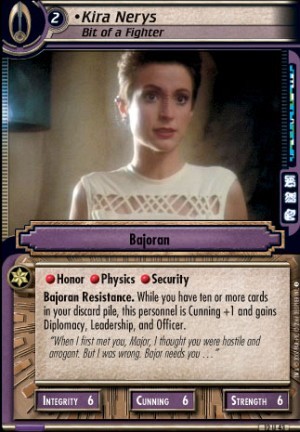 2 •Kira Nerys
Bit of a Fighter
Bajoran
Honor Physics Security
Bajoran Resistance. While you have ten or more cards
in your discard pile, this personnel is Cunning +1 and gains
Diplomacy, Leadership, and Officer.
"When I first met you, Major, I thought you were hostile and
arrogant. But I was wrong. Bajor needs you . . ."
INTEGRITY 6 CUNNING 6 STRENGTH 6